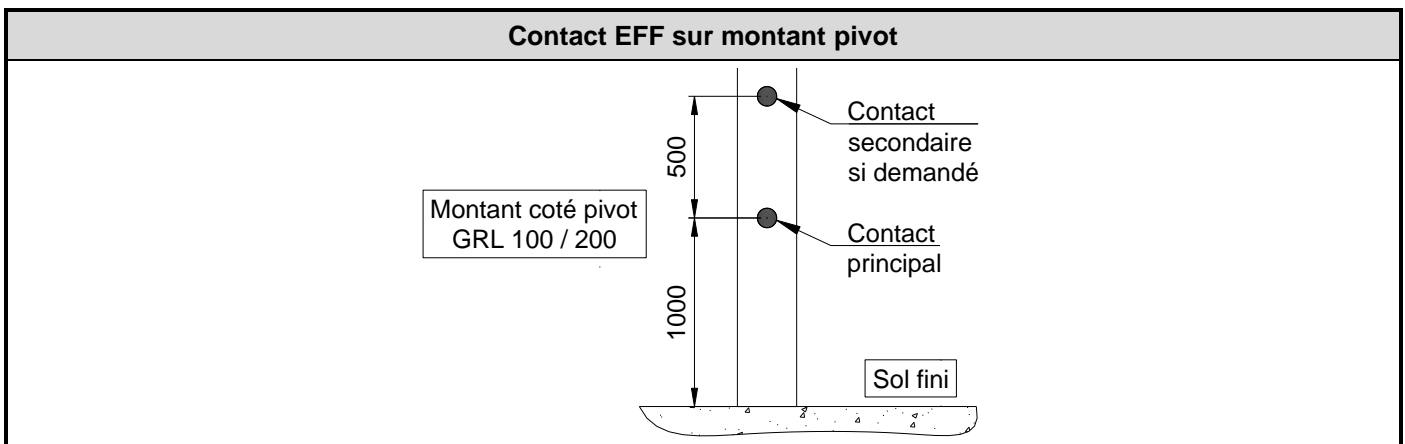 Contact EFF sur montant pivot
Contact
secondaire
si demandé
500
Montant coté pivot
GRL 100 / 200
Contact
principal
1000
Sol fini